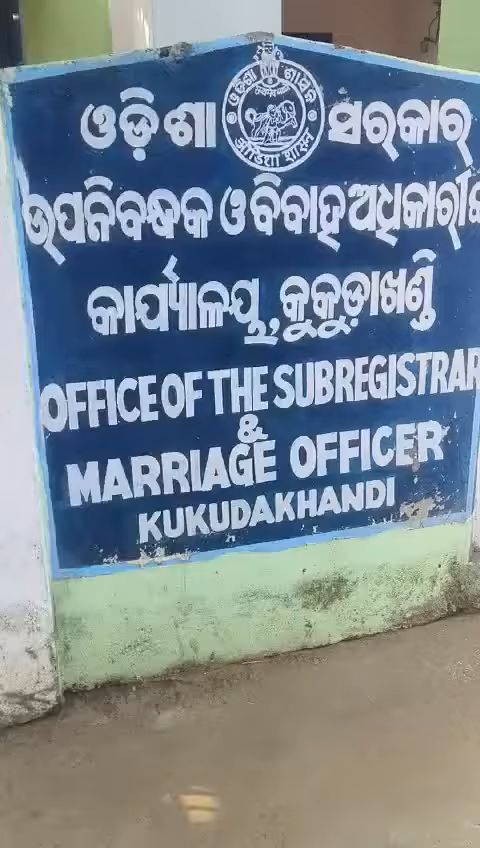 ଓଡ଼ିଶା ସରକାର
ଉପନିବନ୍ଧକ ଓ ବିବାହ ଅଧିକାରୀଙ୍କ
କାର୍ଯ୍ୟାଳୟ, କୁକୁଡ଼ାଖଣ୍ଡି
OFFICE OF THE SUBREGISTRAR
&
MARRIAGE OFFICER
KUKUDAKHANDI